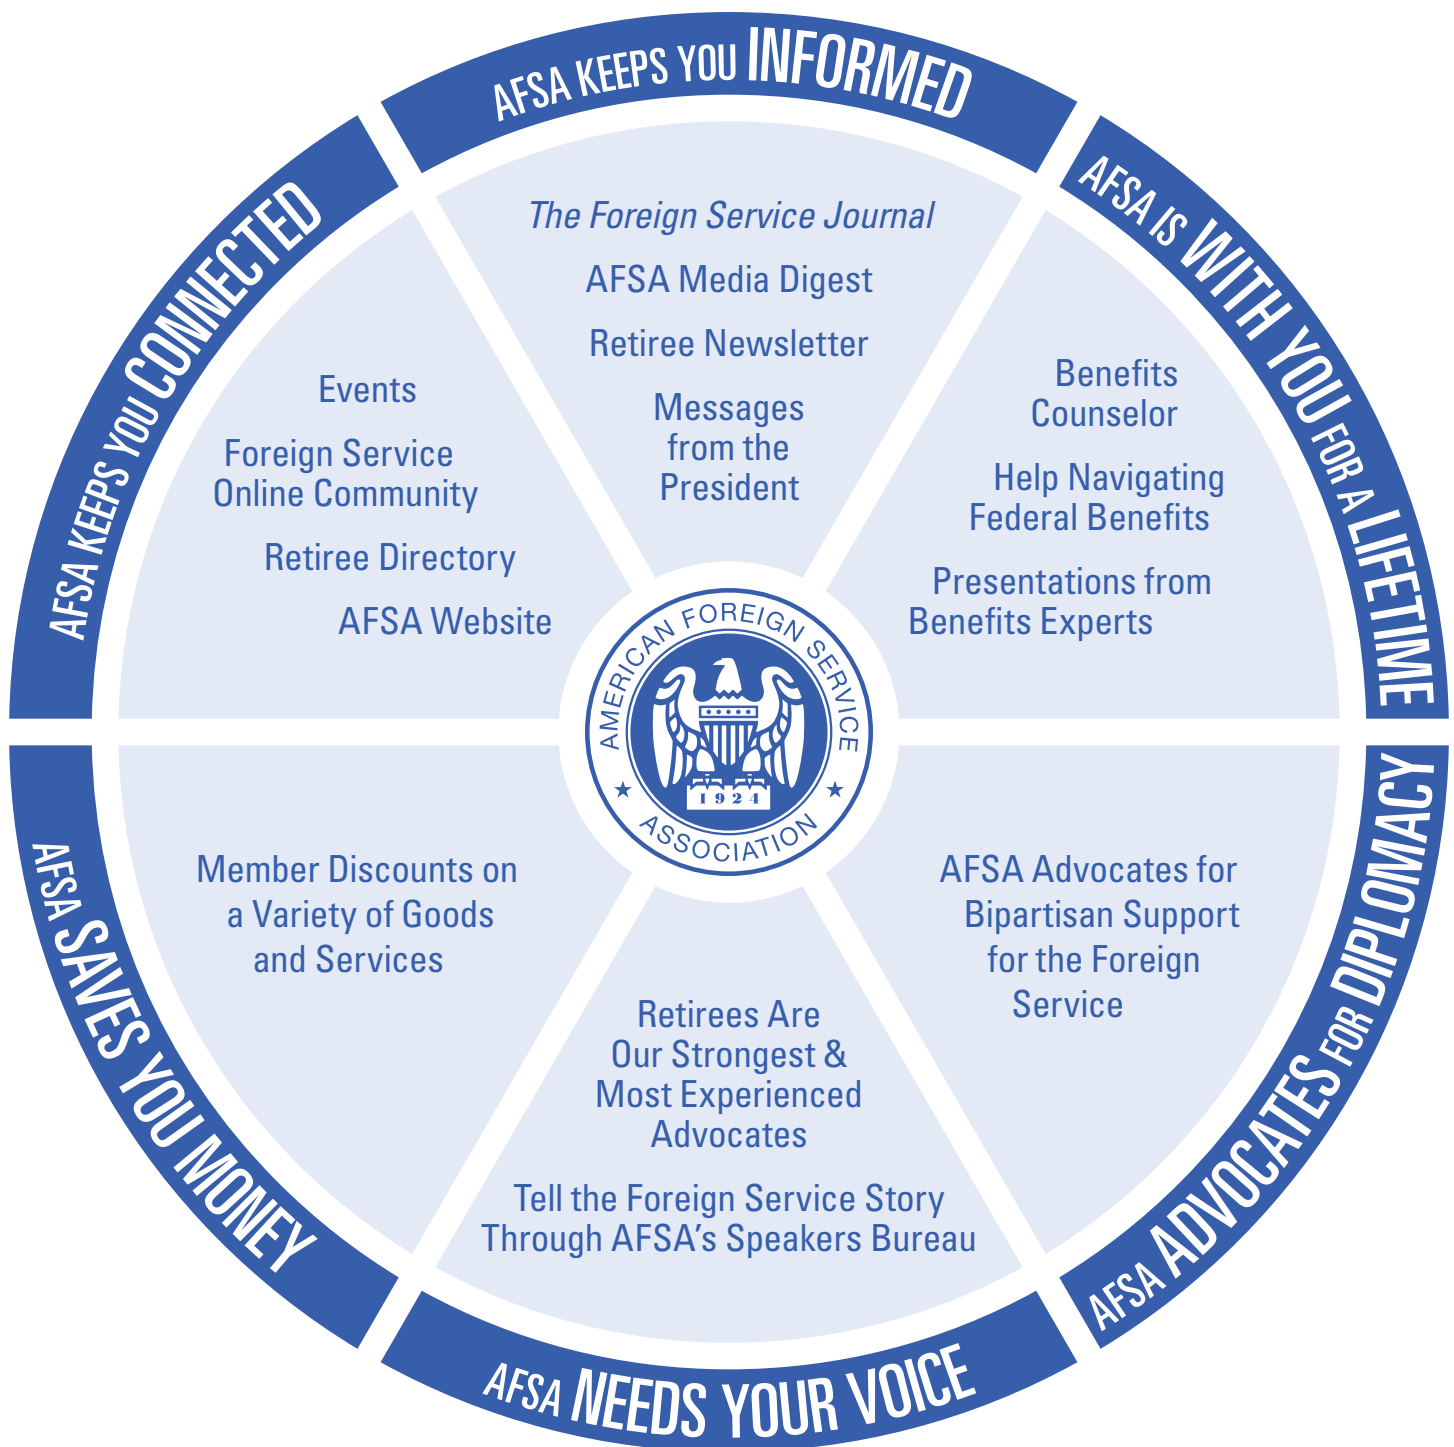 AFSA KEEPS YOU INFORMED
The Foreign Service Journal
AFSA Media Digest
Retiree Newsletter
Messages
from the
President
AFSA IS WITH YOU FOR A LIFETIME
Benefits
Counselor
Help Navigating
Federal Benefits
Presentations from
Benefits Experts
AFSA ADVOCATES FOR DIPLOMACY
AFSA Advocates for
Bipartisan Support
for the Foreign
Service
AFSA NEEDS YOUR VOICE
Retirees Are
Our Strongest &
Most Experienced
Advocates
Tell the Foreign Service Story
Through AFSA’s Speakers Bureau
AFSA SAVES YOU MONEY
Member Discounts on
a Variety of Goods
and Services
AFSA KEEPS YOU CONNECTED
Events
Foreign Service
Online Community
Retiree Directory
AFSA Website
AMERICAN FOREIGN SERVICE
ASSOCIATION
1924